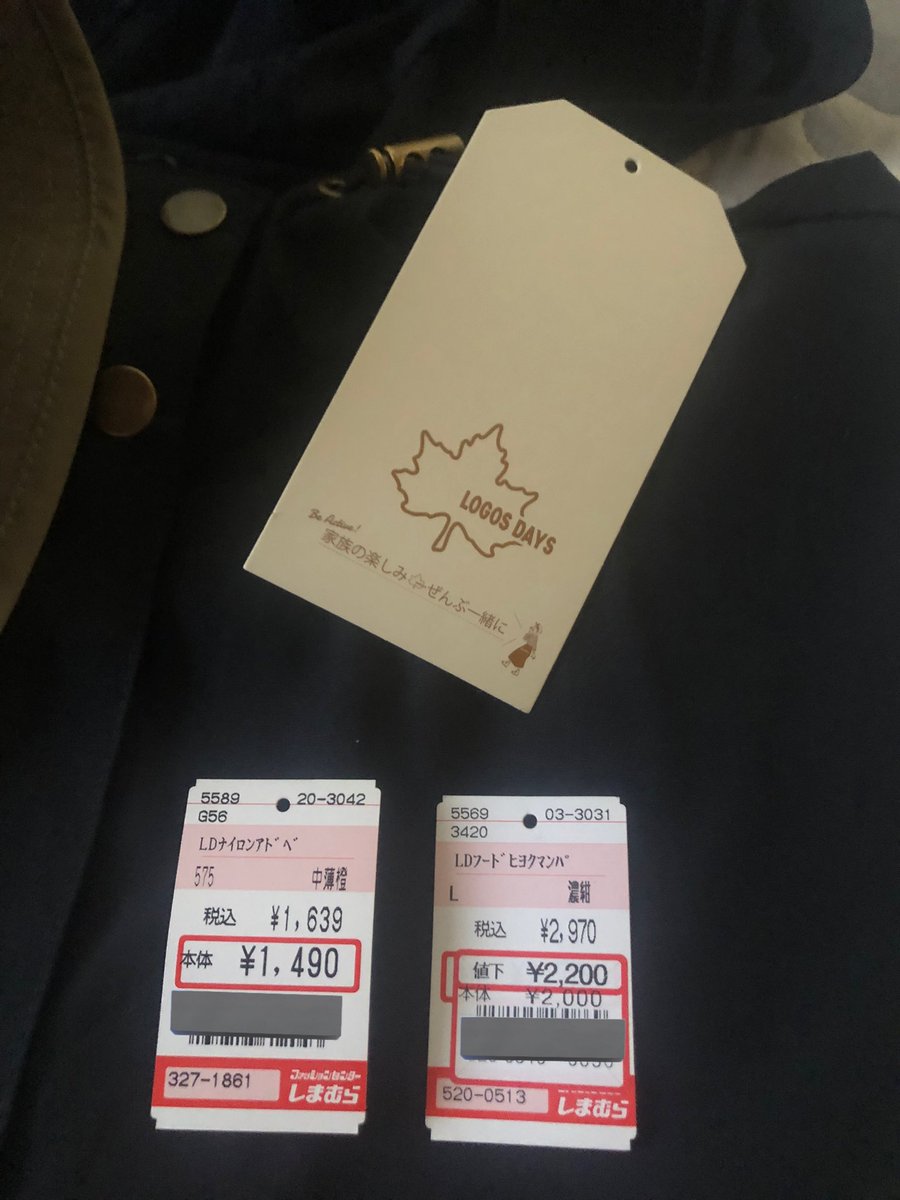 LOGOS DAYS
Be Active!
家族の楽しみぜんぶ一緒に
5589 20-3042
G56
LDナイロンアドベ
575 中薄橙
税込 ¥1,639
本体 ¥1,490
327-1861
ファッションセンター
しまむら
5569 03-3031
3420
LDフードヒヨクマンパ
L 濃紺
税込 ¥2,970
値下 ¥2,200
本体 ¥2,000
520-0513
しまむら